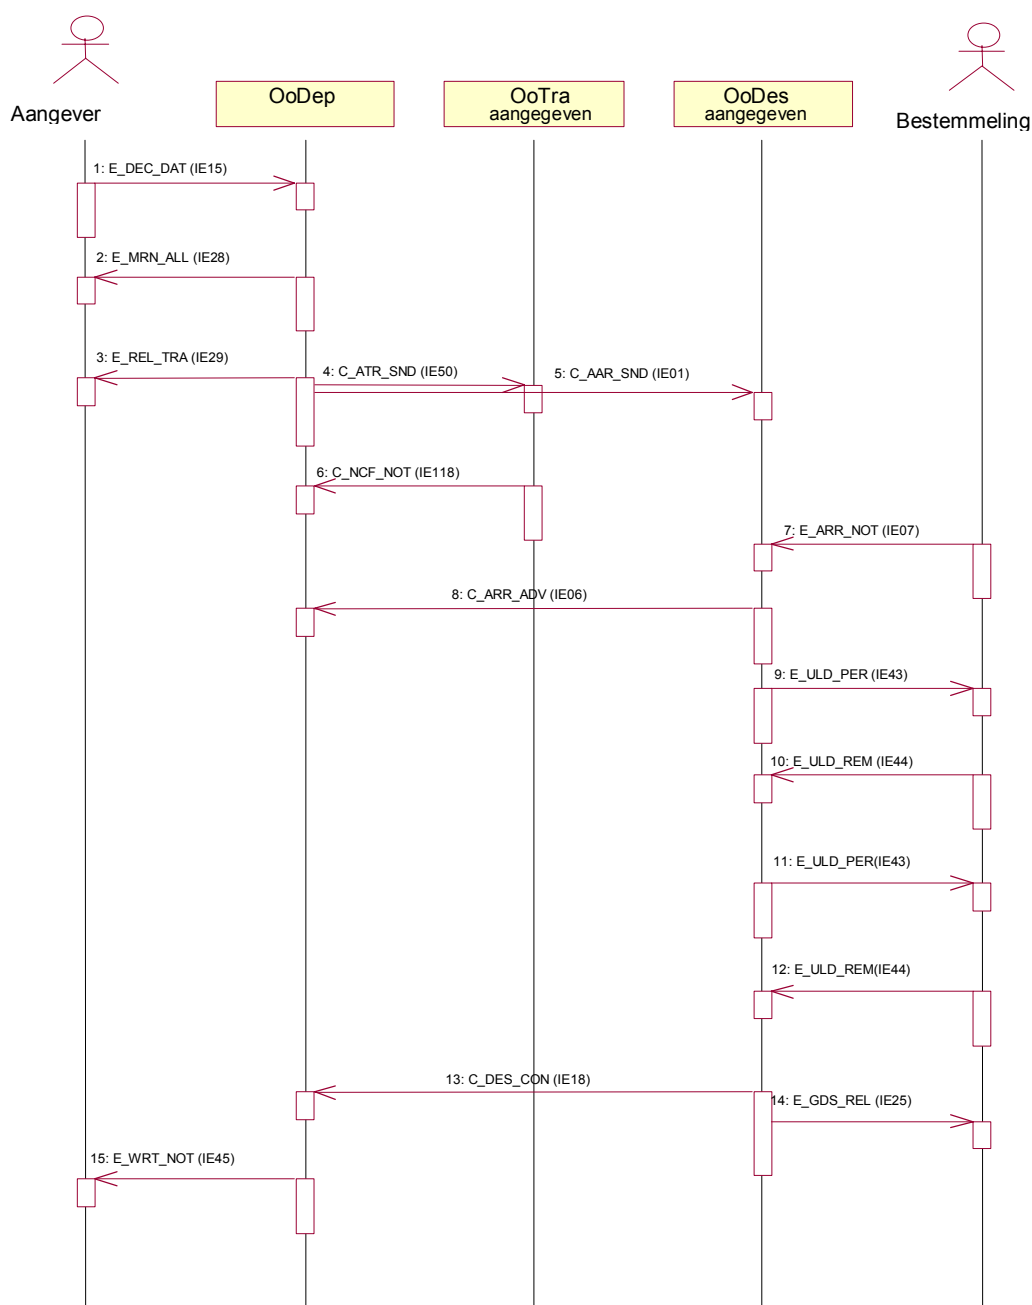 Aangever
OoDep
OoTra
aangegeven
OoDes
aangegeven
Bestemmeling
1: E_DEC_DAT (IE15)
2: E_MRN_ALL (IE28)
3: E_REL_TRA (IE29)
4: C_ATR_SND (IE50)
5: C_AAR_SND (IE01)
6: C_NCF_NOT (IE118)
7: E_ARR_NOT (IE07)
8: C_ARR_ADV (IE06)
9: E_ULD_PER (IE43)
10: E_ULD_REM (IE44)
11: E_ULD_PER(IE43)
12: E_ULD_REM(IE44)
13: C_DES_CON (IE18)
14: E_GDS_REL (IE25)
15: E_WRT_NOT (IE45)